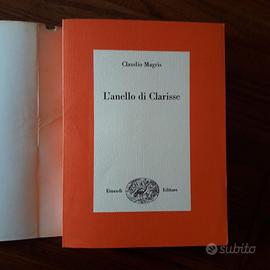 Claudio Magris
L'anello di Clarisse
Einaudi Editore
subito